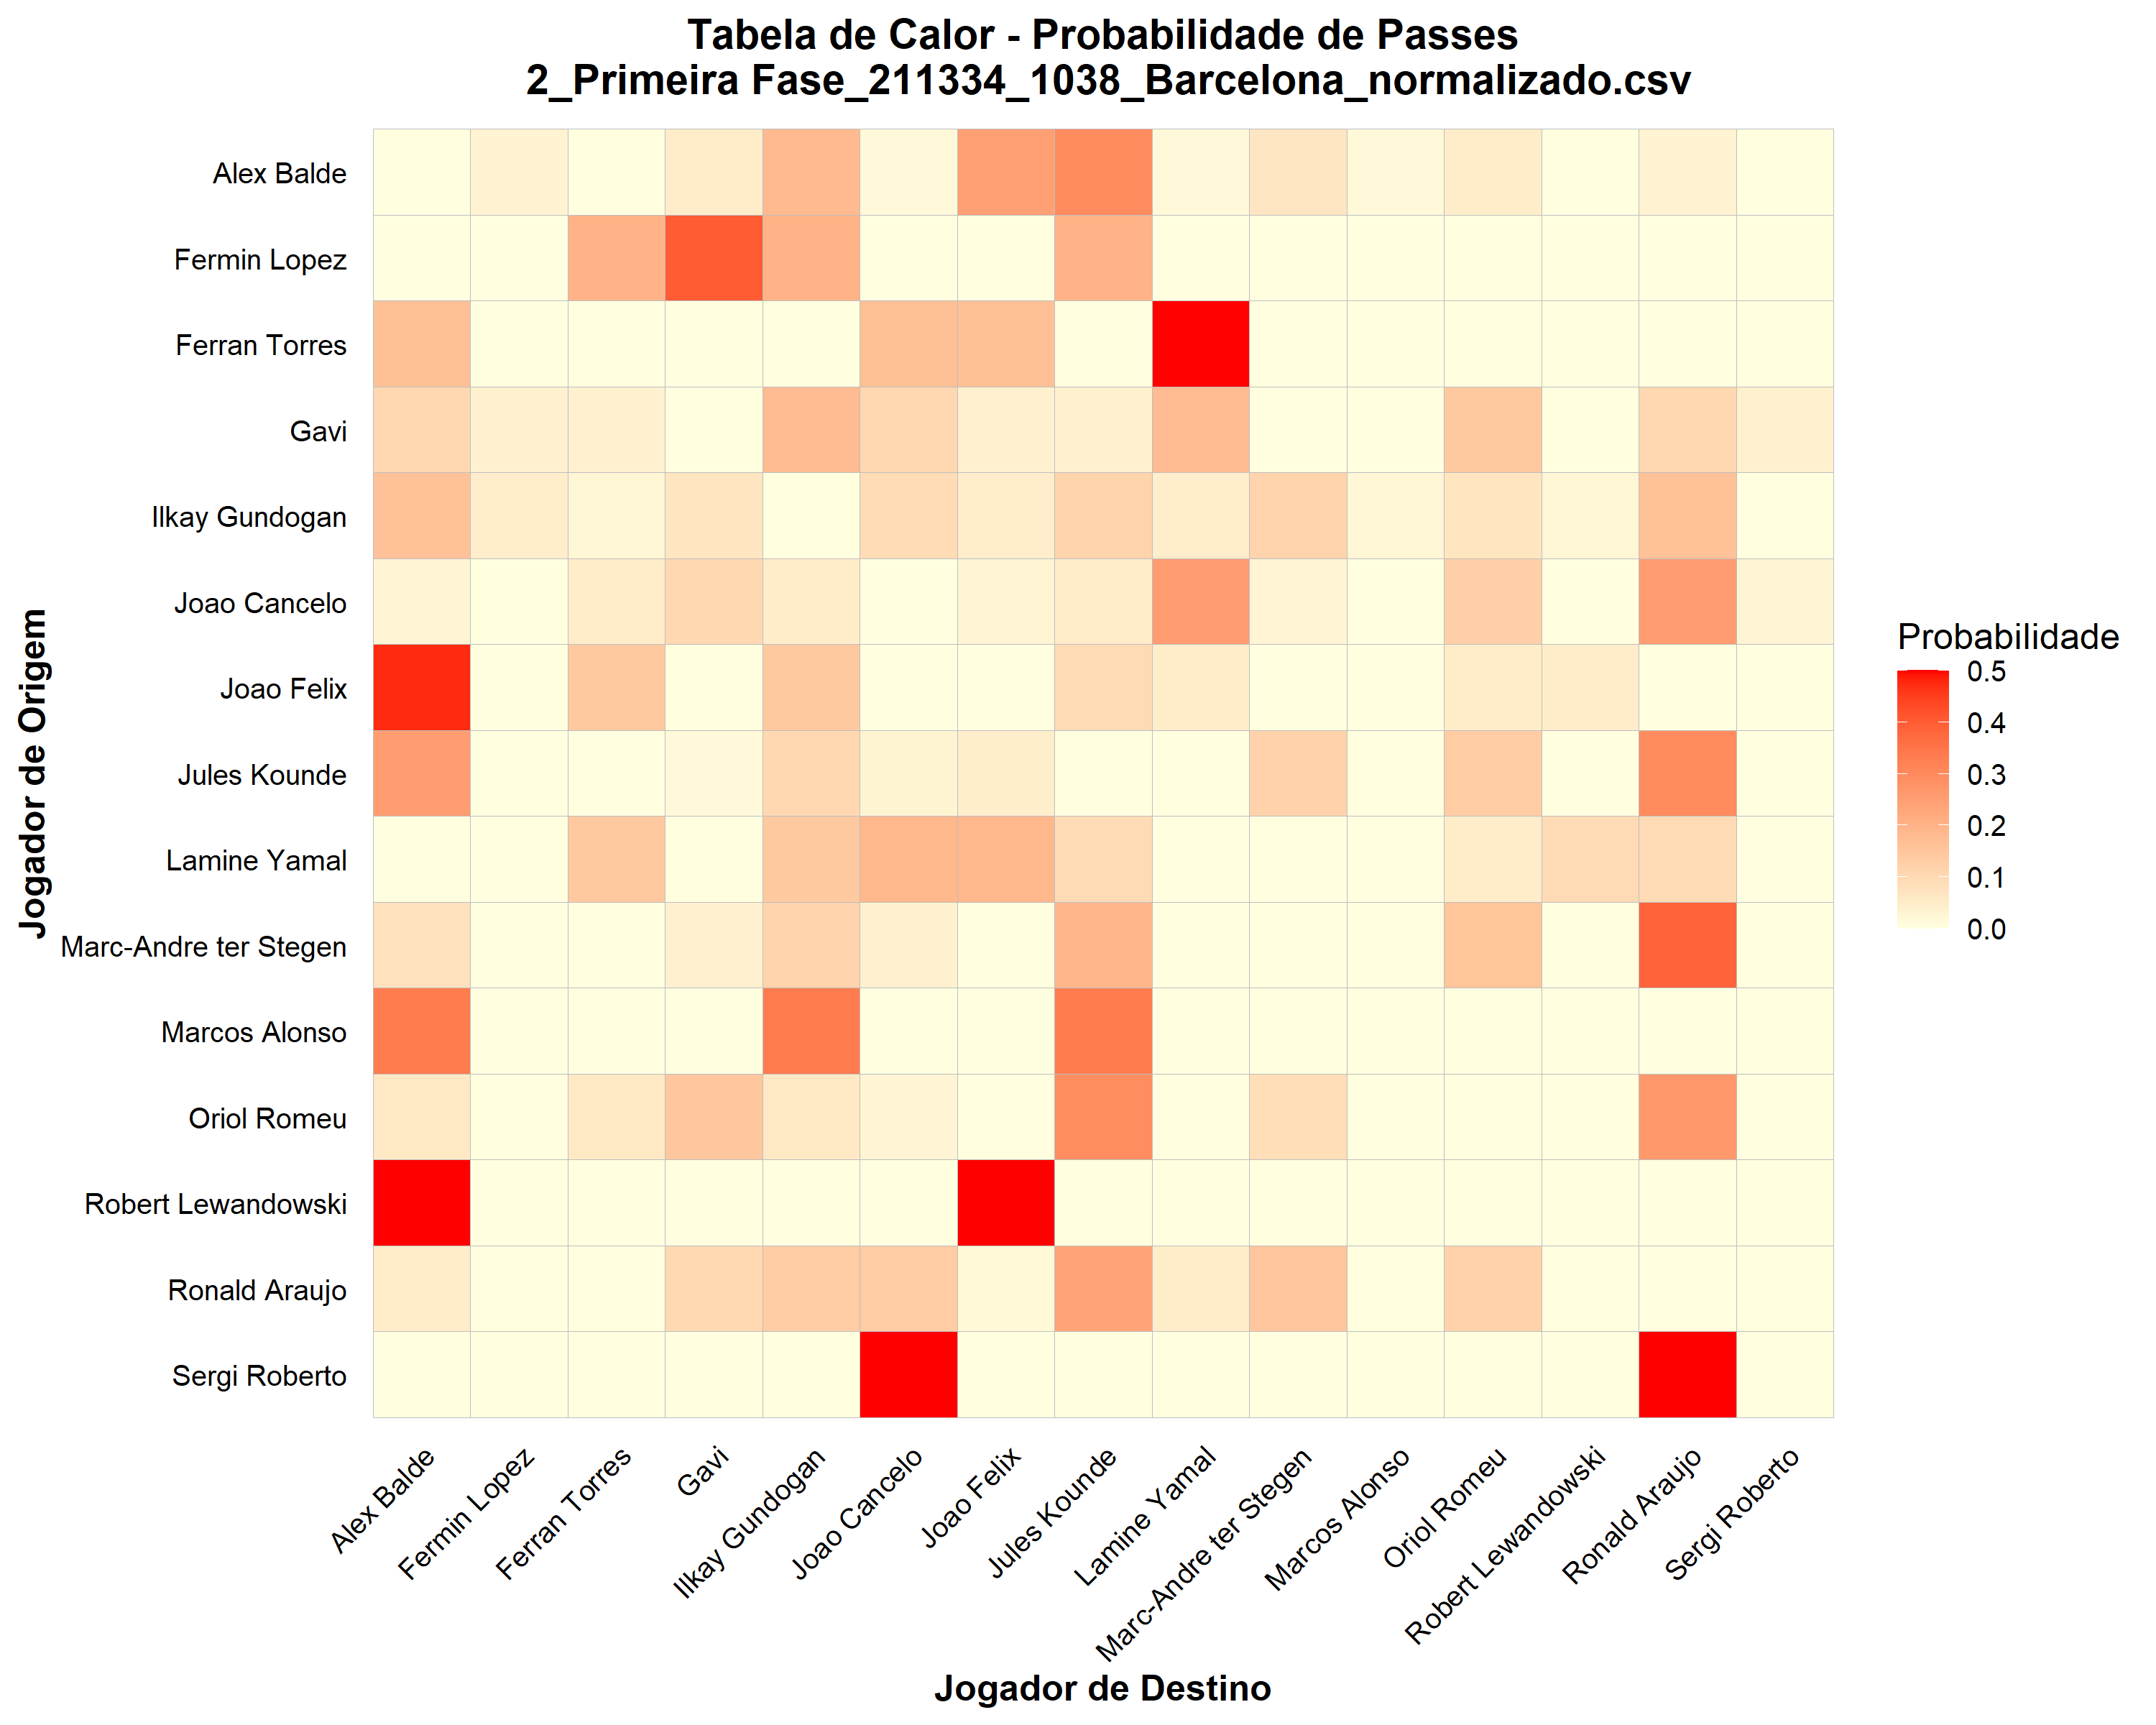 Tabela de Calor - Probabilidade de Passes
2_Primeira Fase_211334_1038_Barcelona_normalizado.csv
Jogador de Origem
Alex Balde
Fermin Lopez
Ferran Torres
Gavi
Ilkay Gundogan
Joao Cancelo
Joao Felix
Jules Kounde
Lamine Yamal
Marc-Andre ter Stegen
Marcos Alonso
Oriol Romeu
Robert Lewandowski
Ronald Araujo
Sergi Roberto
Probabilidade
0.5
0.4
0.3
0.2
0.1
0.0
Alex Balde
Fermin Lopez
Ferran Torres
Gavi
Ilkay Gundogan
Joao Cancelo
Joao Felix
Jules Kounde
Lamine Yamal
Marc-Andre ter Stegen
Marcos Alonso
Oriol Romeu
Robert Lewandowski
Ronald Araujo
Sergi Roberto
Jogador de Destino